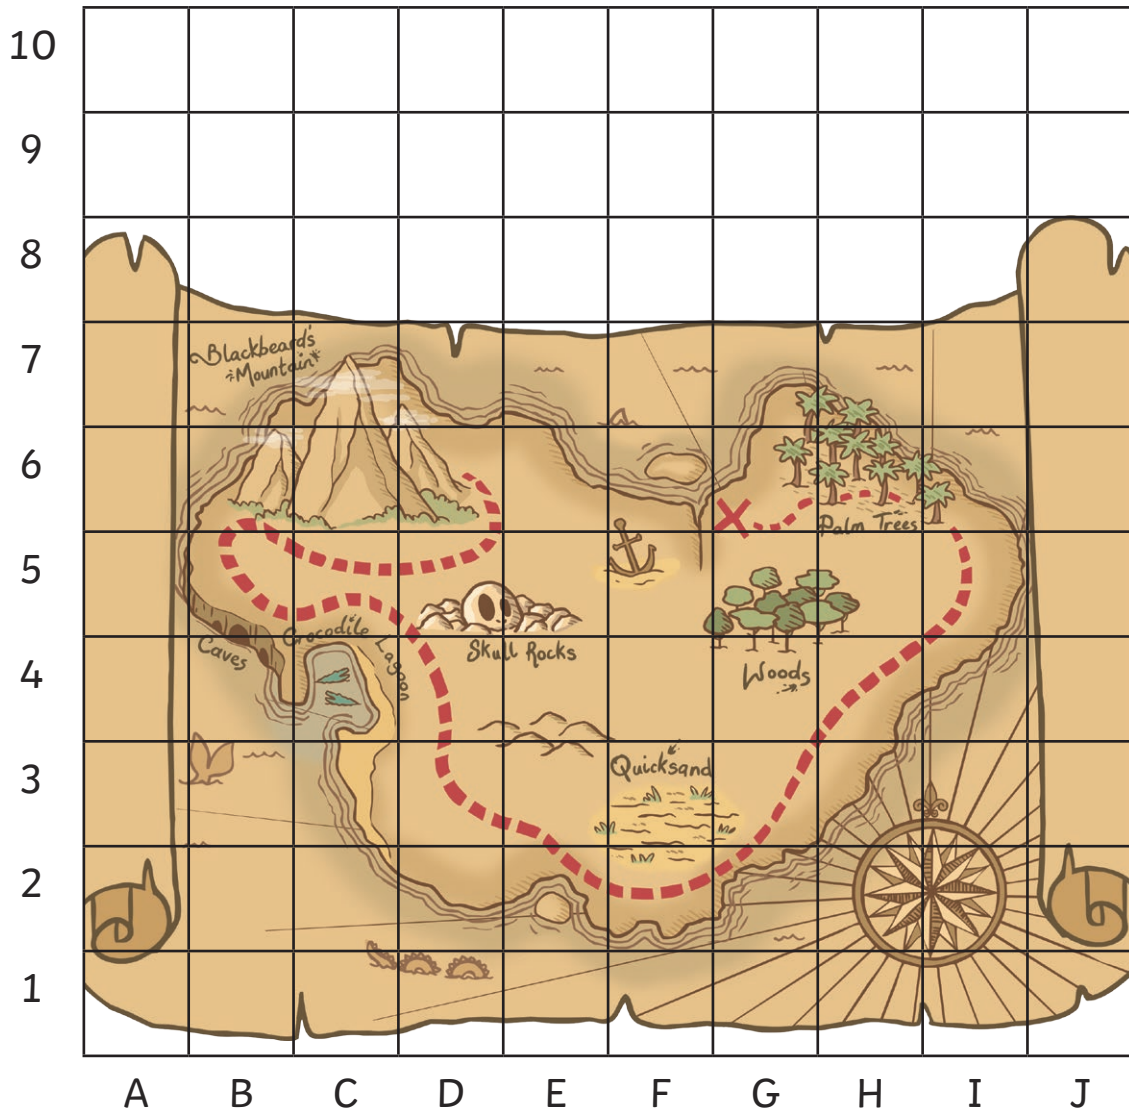 10
9
8
7
Blackbeard's
Mountain
6
Palm Trees
5
Skull Rocks
Caves
Crocodile Lagoon
4
Woods
3
Quicksand
2
1
A B C D E F G H I J